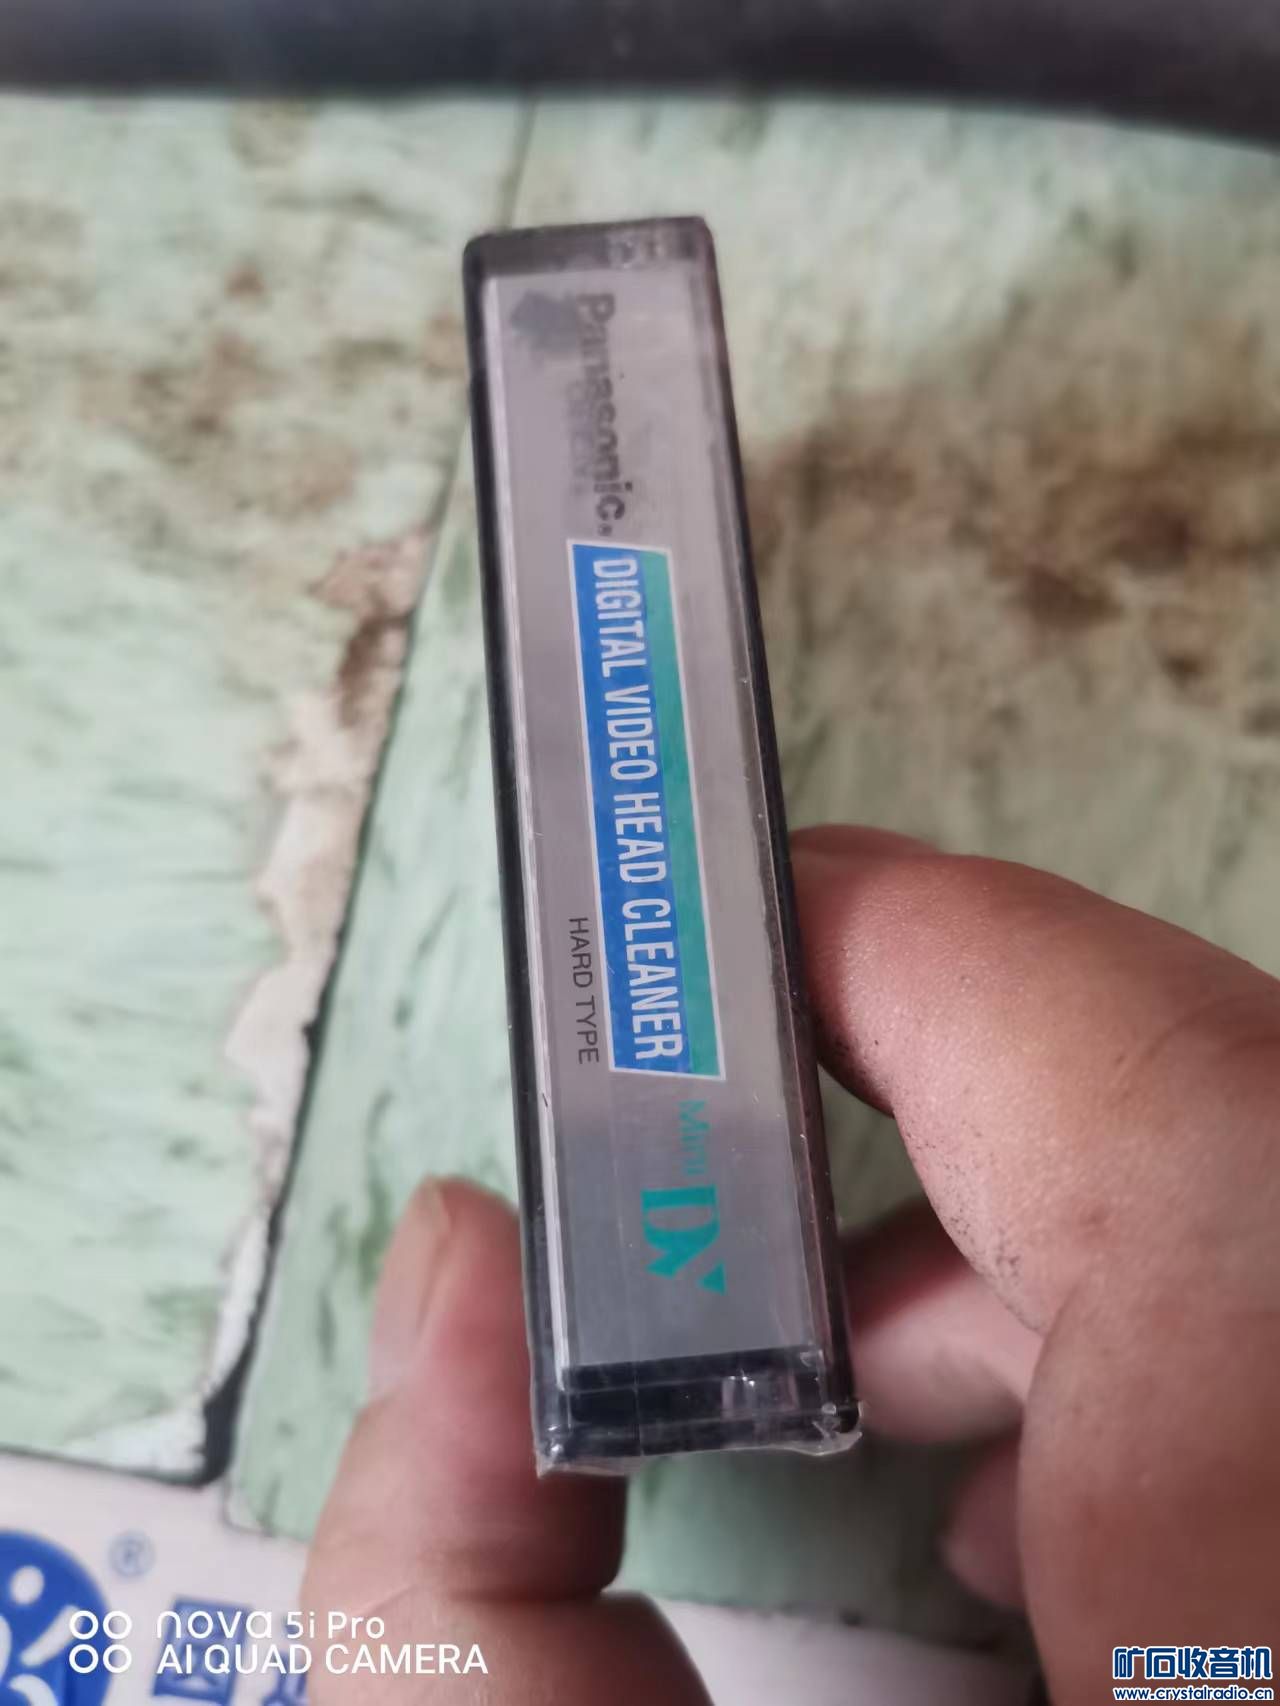 Panasonic®
DIGITAL VIDEO HEAD CLEANER
HARD TYPE
Mini DV
®
nova 5i Pro
AI QUAD CAMERA
矿石收音机
www.crystalradio.cn